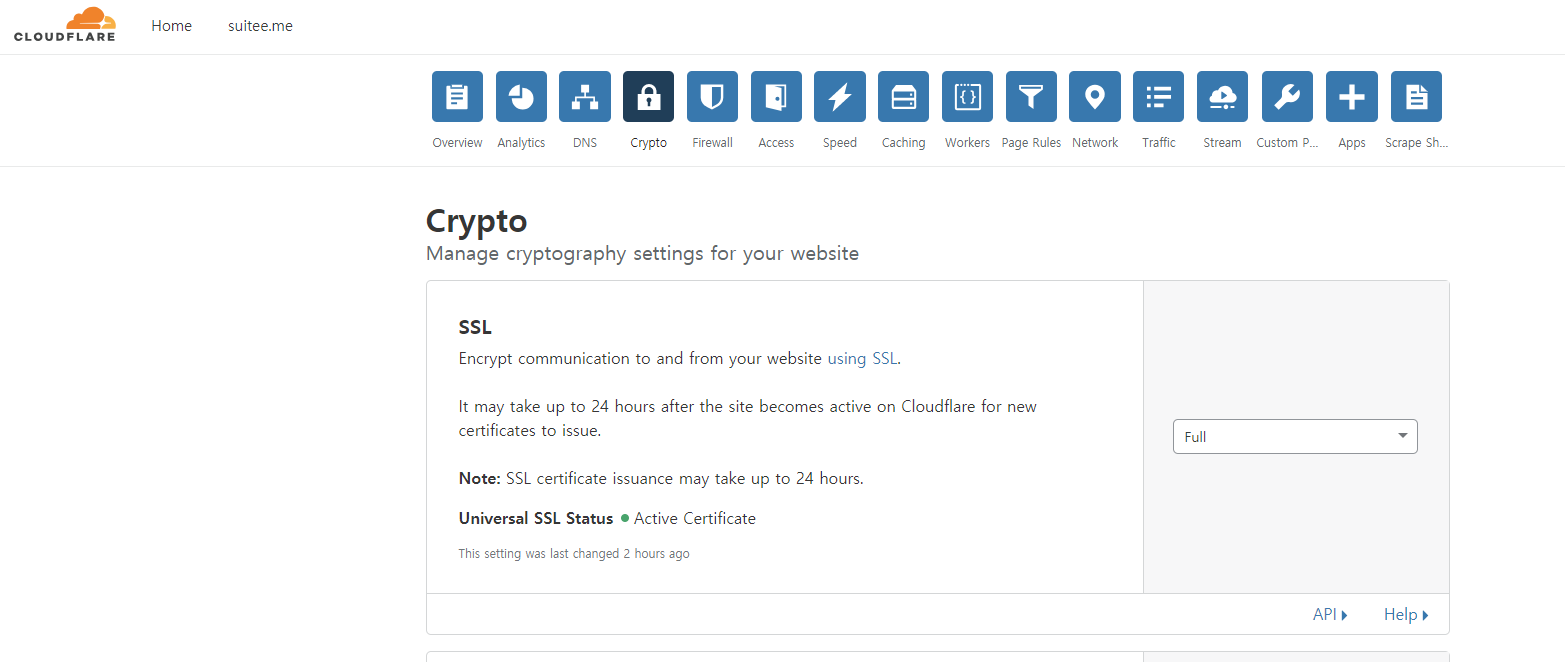 CLOUDFLARE
Home suitee.me
Overview Analytics DNS Crypto Firewall Access Speed Caching Workers Page Rules Network Traffic Stream Custom P... Apps Scrape Sh...
Crypto
Manage cryptography settings for your website
SSL
Encrypt communication to and from your website using SSL.
It may take up to 24 hours after the site becomes active on Cloudflare for new
certificates to issue.
Note: SSL certificate issuance may take up to 24 hours.
Universal SSL Status Active Certificate
This setting was last changed 2 hours ago
Full
API Help